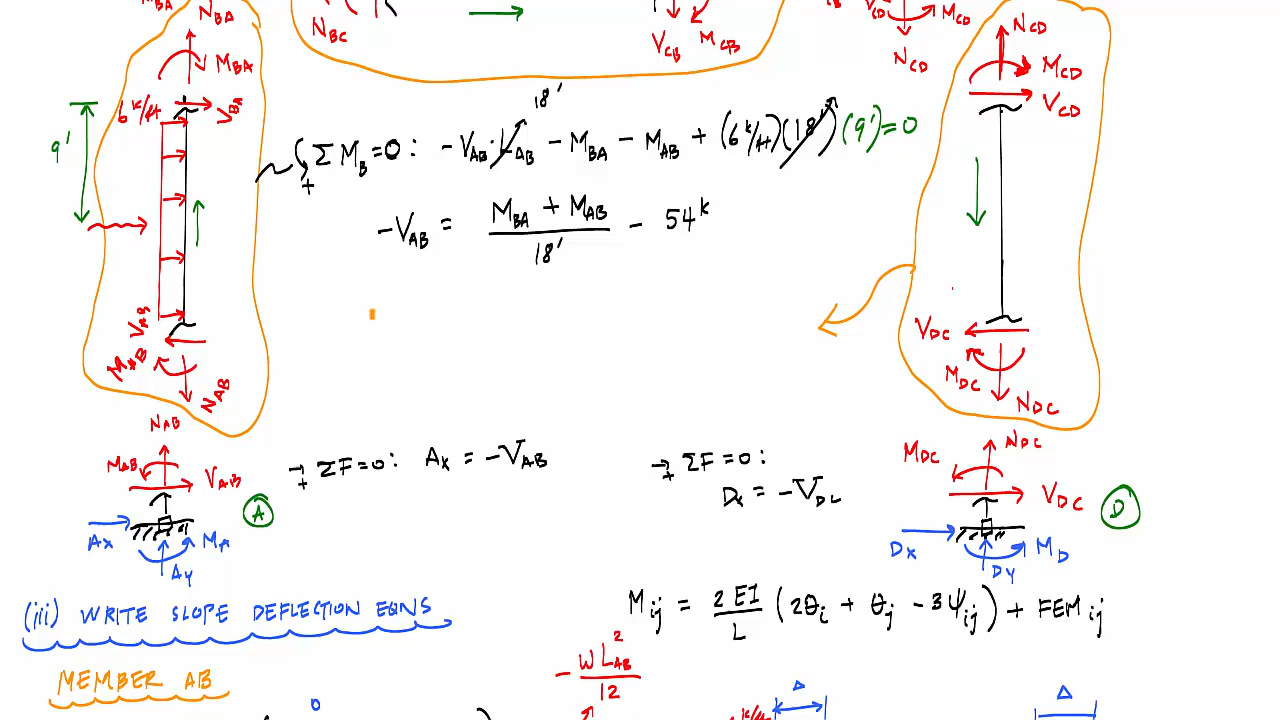 M_BA N_BA
M_BA
6 k/ft V_BA
9'
V_AB
M_AB
N_AB
N_BC
V_CB M_CB
V_CD M_CD
N_CD
N_CD
M_CD
V_CD
18'
+ ΣM_B=0: -V_AB·L_AB - M_BA - M_AB + (6 k/ft)(18')(9')=0
-V_AB = (M_BA + M_AB)/18' - 54 k
V_DC
M_DC
N_DC
N_AB
M_AB
V_AB
A
A_X M_A
A_Y
→+ ΣF=0: A_X = -V_AB
→+ ΣF=0:
D_X = -V_DC
M_DC N_DC
V_DC
D
D_X M_D
D_Y
(iii) WRITE SLOPE DEFLECTION EQNS
M_ij = 2EI/L (2θ_i + θ_j - 3ψ_ij) + FEM_ij
MEMBER AB
- wL_AB²/12
0
Δ
Δ